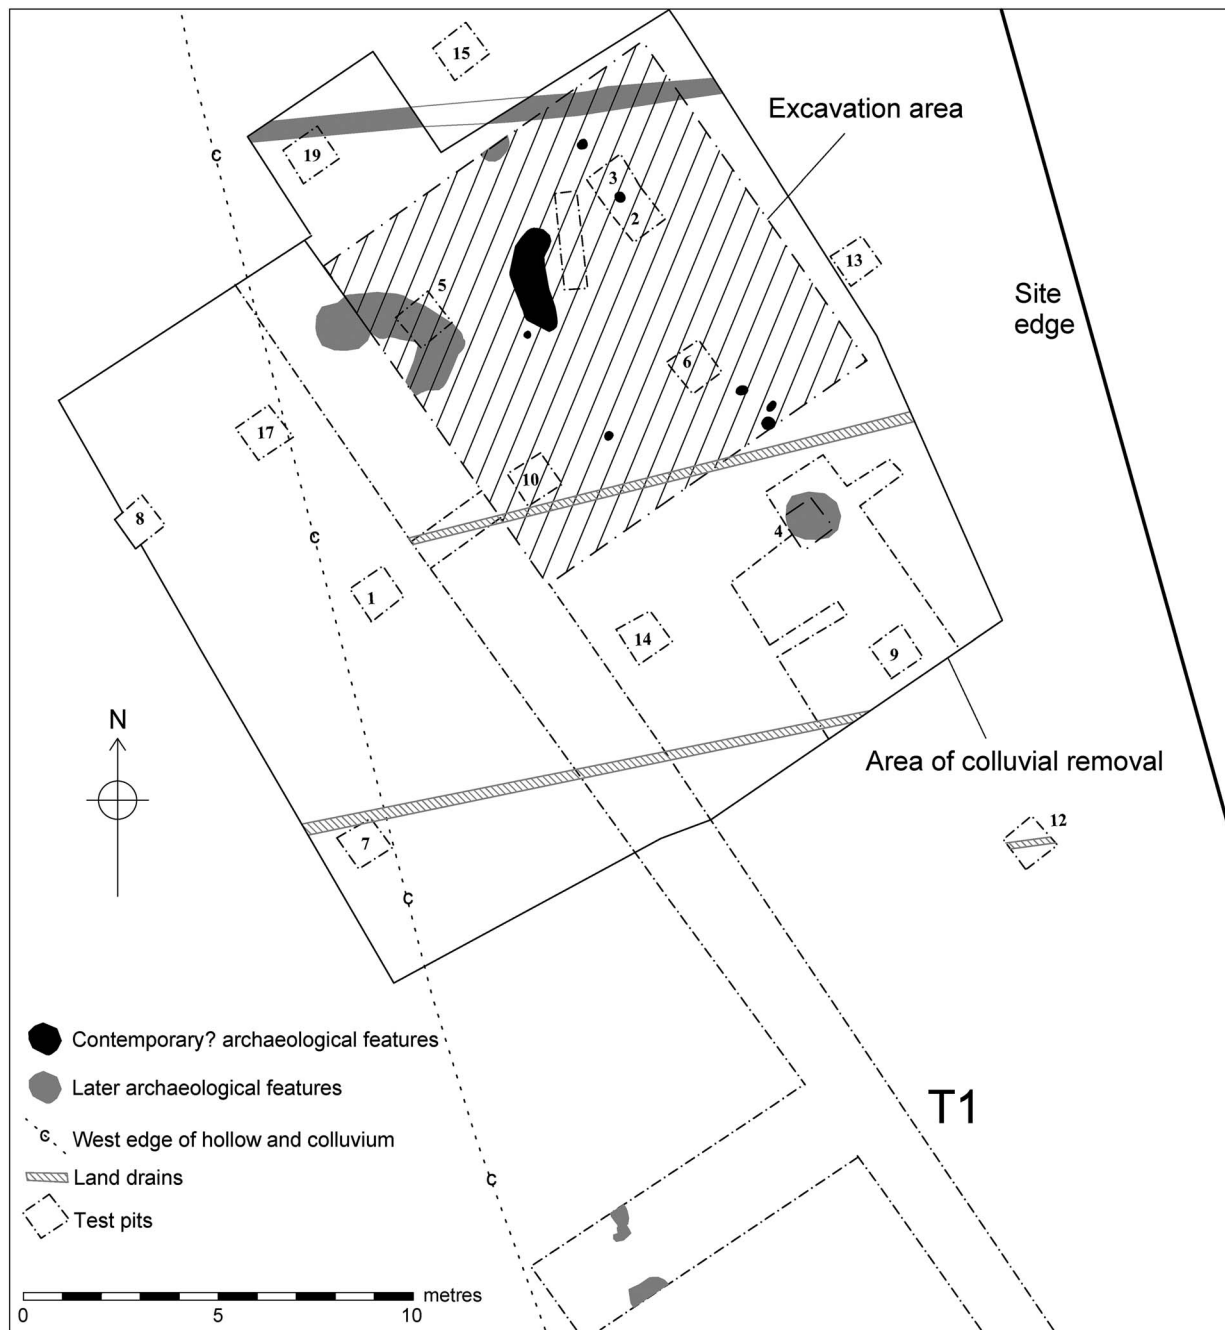 15
Excavation area
C
19
3
2
13
5
Site
edge
6
17
10
8
4
C
1
14
9
N
Area of colluvial removal
7
12
C
Contemporary? archaeological features
Later archaeological features
T1
C West edge of hollow and colluvium
Land drains
C
Test pits
metres
0 5 10